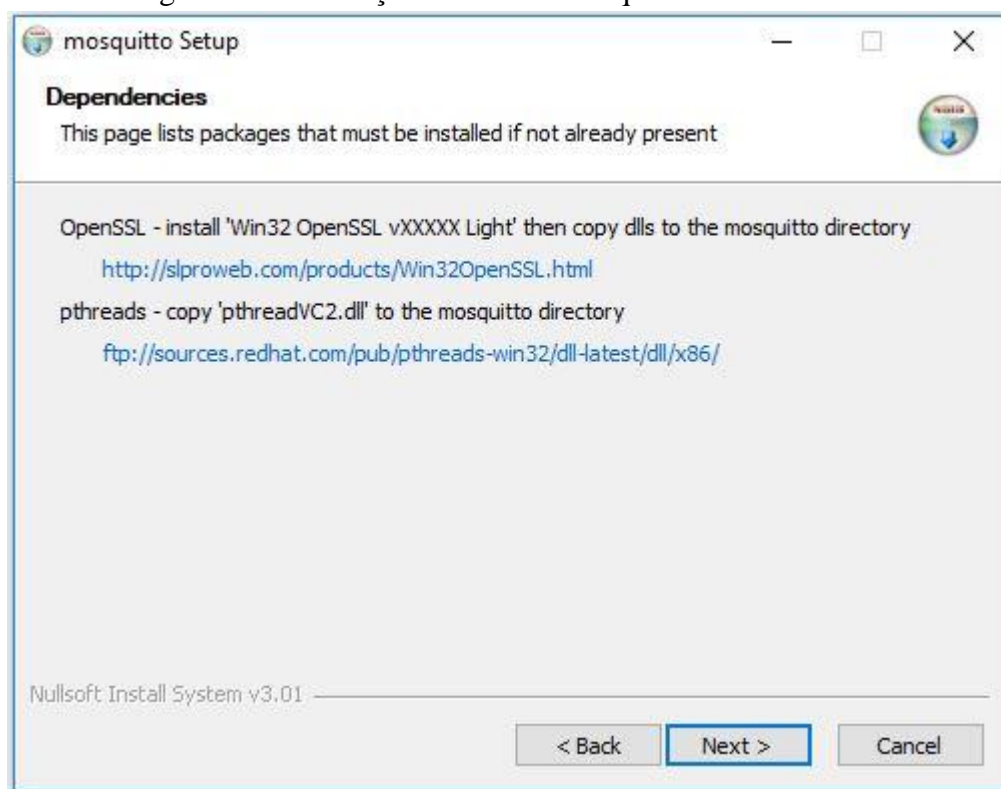 mosquitto Setup
Dependencies
This page lists packages that must be installed if not already present
OpenSSL - install 'Win32 OpenSSL vXXXXX Light' then copy dlls to the mosquitto directory
http://slproweb.com/products/Win32OpenSSL.html
pthreads - copy 'pthreadVC2.dll' to the mosquitto directory
ftp://sources.redhat.com/pub/pthreads-win32/dll-latest/dll/x86/
Nullsoft Install System v3.01
< Back Next > Cancel